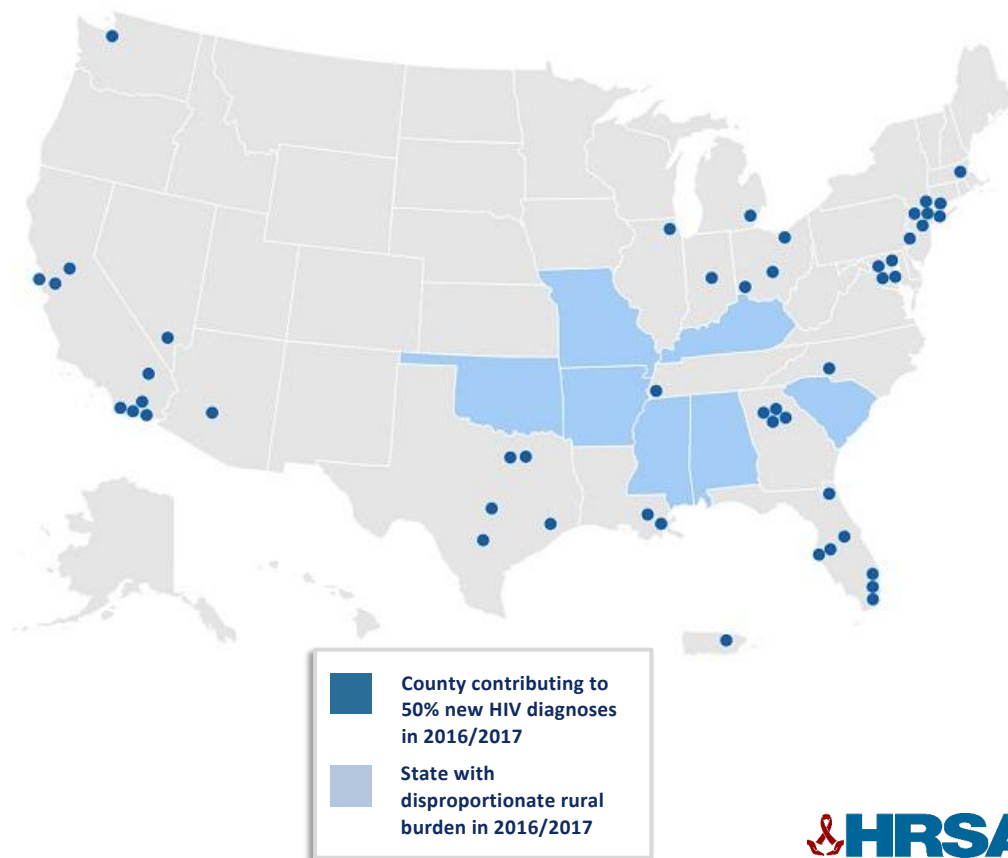 County contributing to
50% new HIV diagnoses
in 2016/2017
State with
disproportionate rural
burden in 2016/2017
HRSA